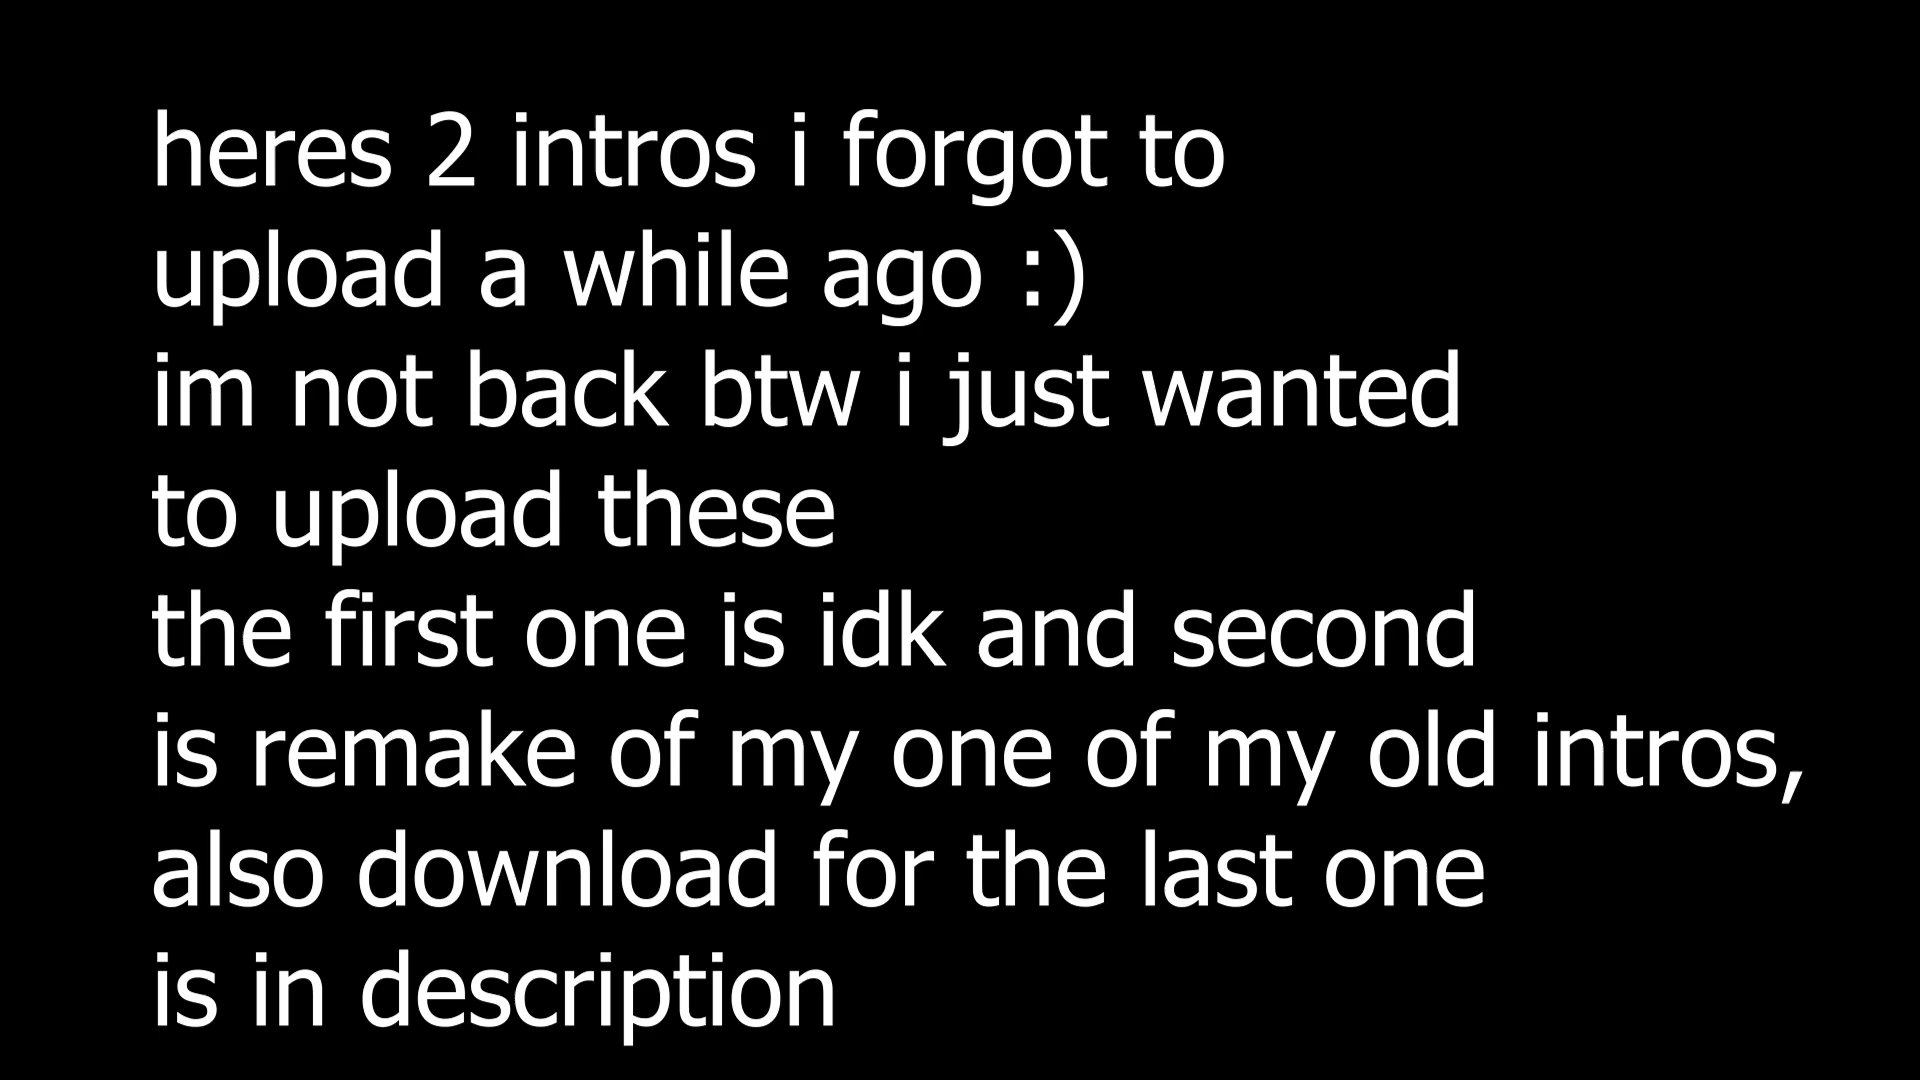 heres 2 intros i forgot to
upload a while ago :)
im not back btw i just wanted
to upload these
the first one is idk and second
is remake of my one of my old intros,
also download for the last one
is in description